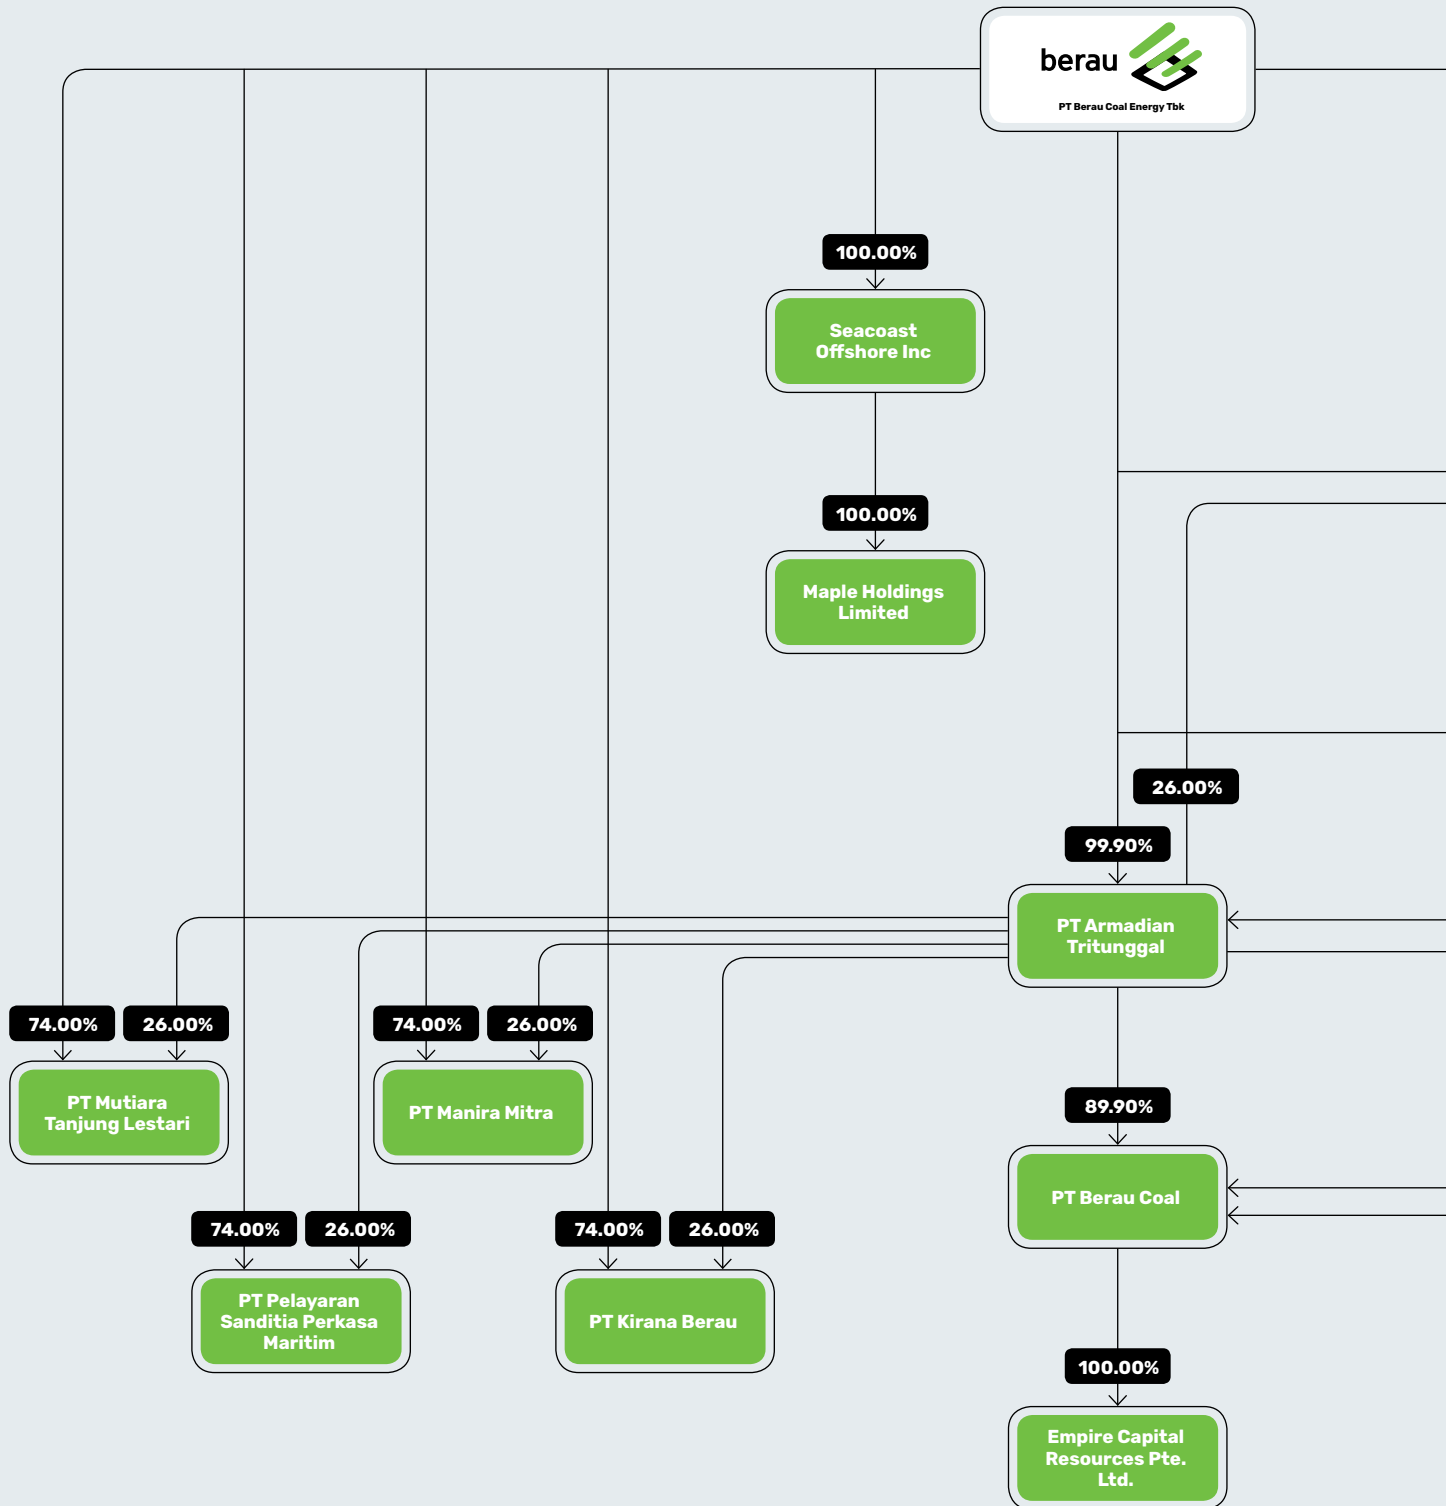 berau
PT Berau Coal Energy Tbk
100.00%
Seacoast
Offshore Inc
100.00%
Maple Holdings
Limited
26.00%
99.90%
PT Armadian
Tritunggal
74.00%
26.00%
74.00%
26.00%
PT Mutiara
Tanjung Lestari
PT Manira Mitra
89.90%
PT Berau Coal
74.00%
26.00%
74.00%
26.00%
PT Pelayaran
Sanditia Perkasa
Maritim
PT Kirana Berau
100.00%
Empire Capital
Resources Pte.
Ltd.